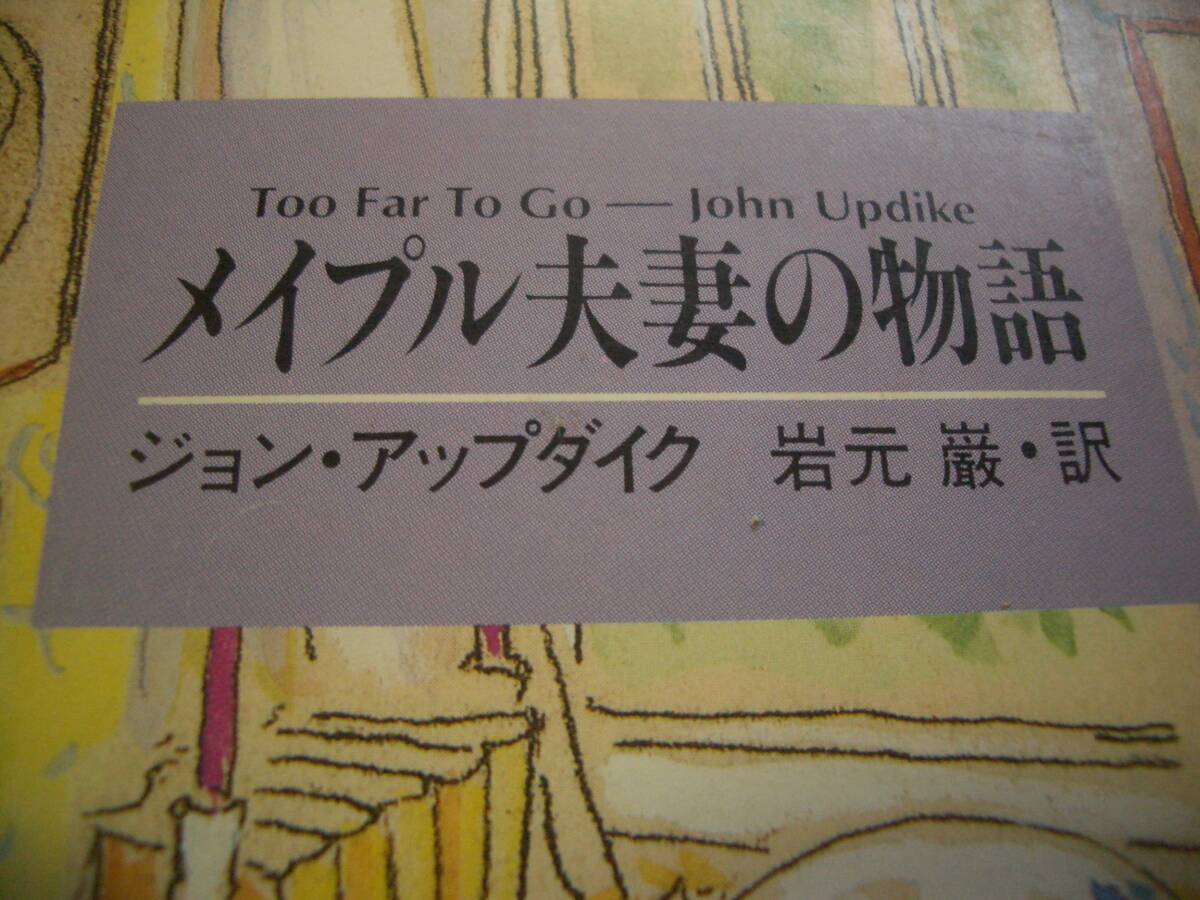 Too Far To Go — John Updike
メイプル夫妻の物語
ジョン・アップダイク 岩元 巌・訳